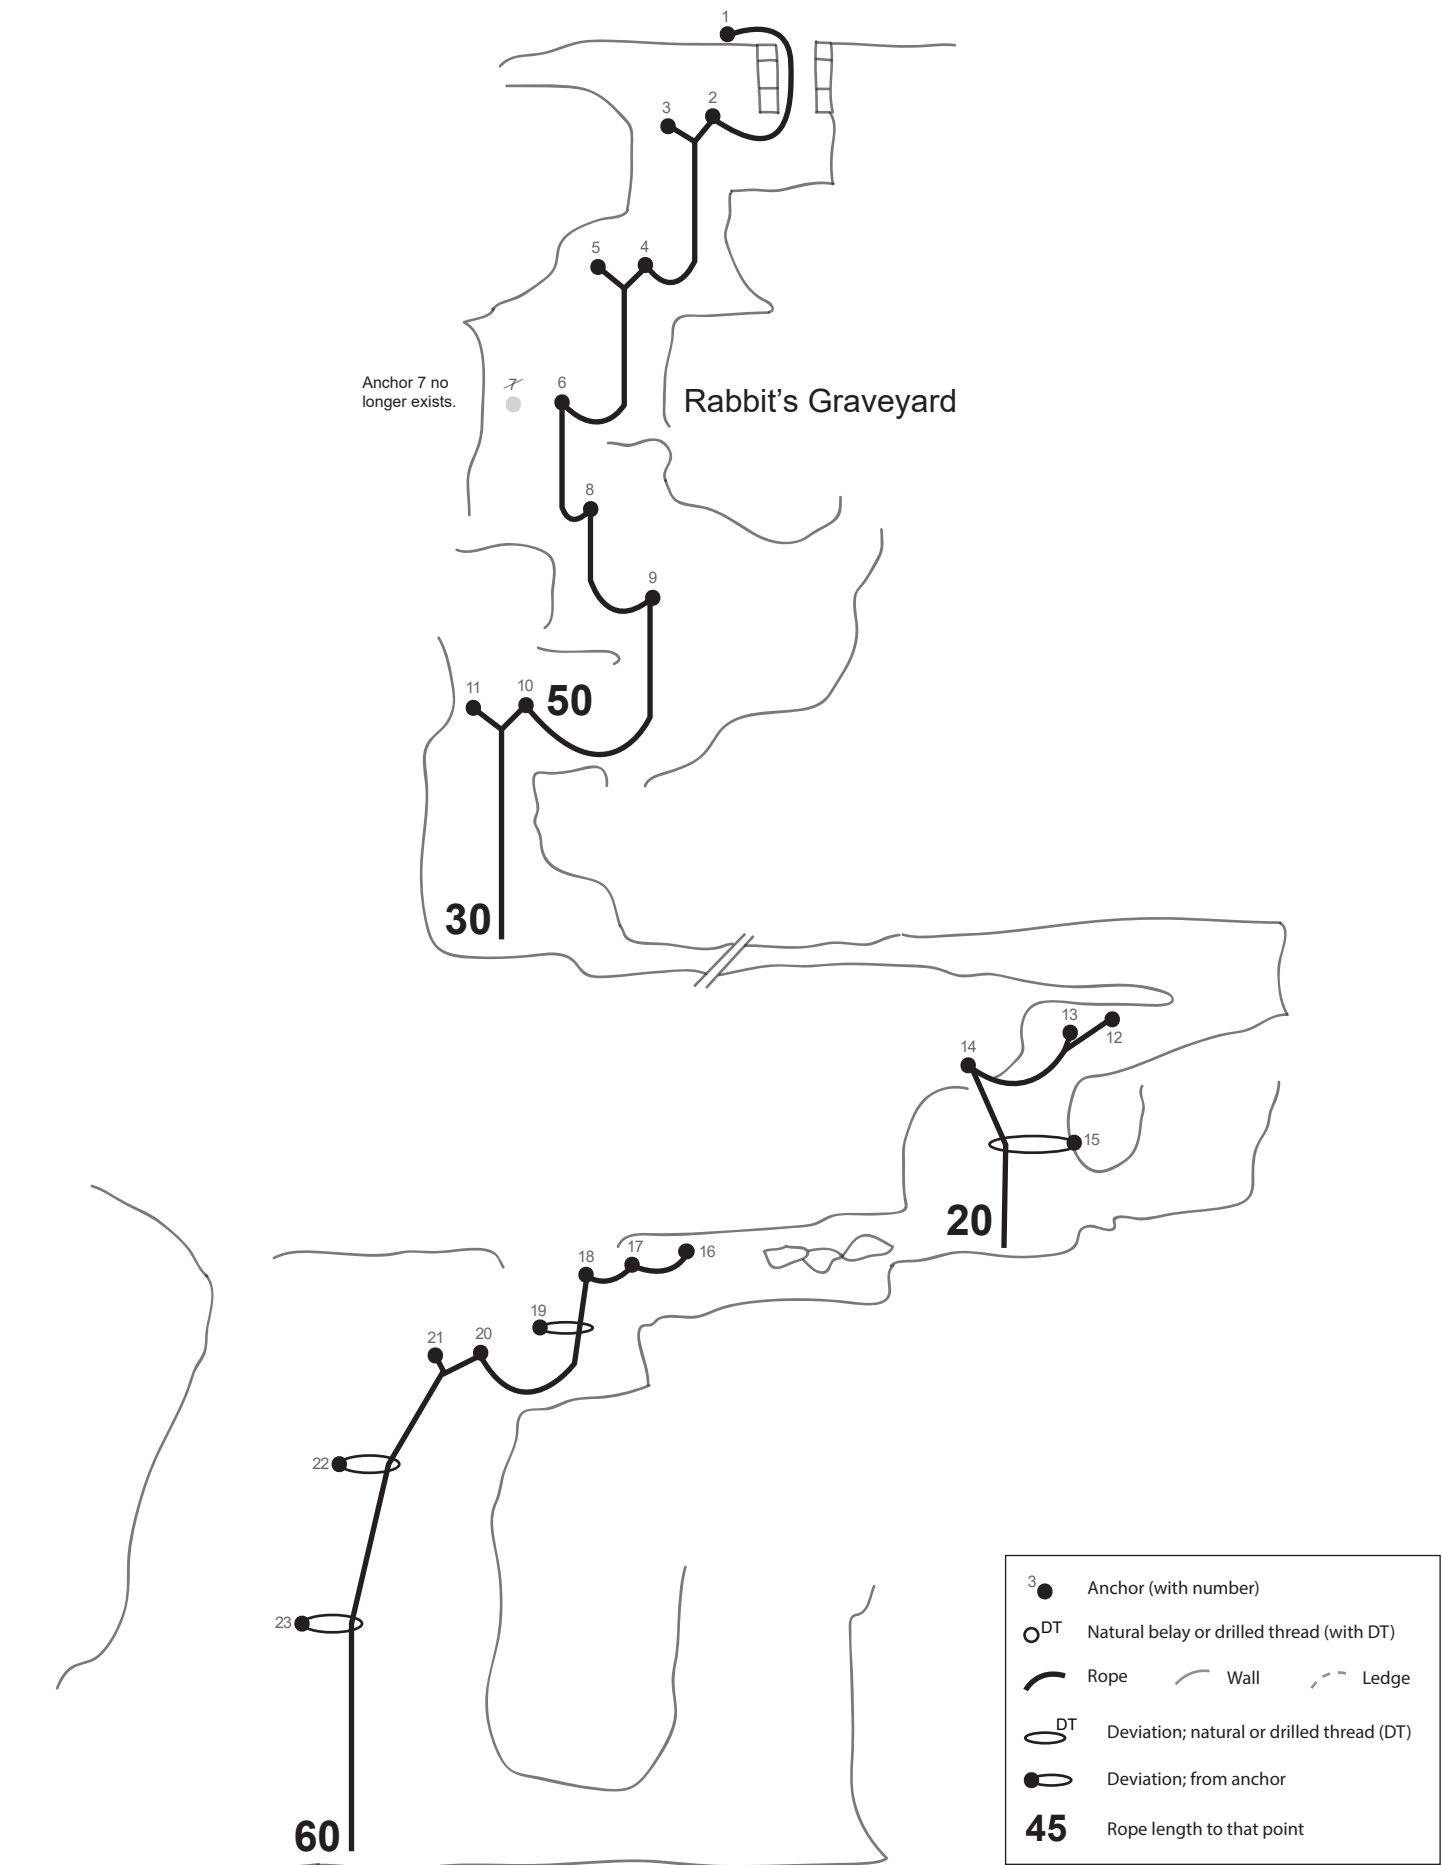 1
2
3
5
4
Anchor 7 no
longer exists.
7
6
Rabbit's Graveyard
8
9
11
10
50
30
13
12
14
15
20
18
17
16
19
21
20
22
23
60
3
Anchor (with number)
DT
Natural belay or drilled thread (with DT)
Rope
Wall
Ledge
DT
Deviation; natural or drilled thread (DT)
Deviation; from anchor
45
Rope length to that point